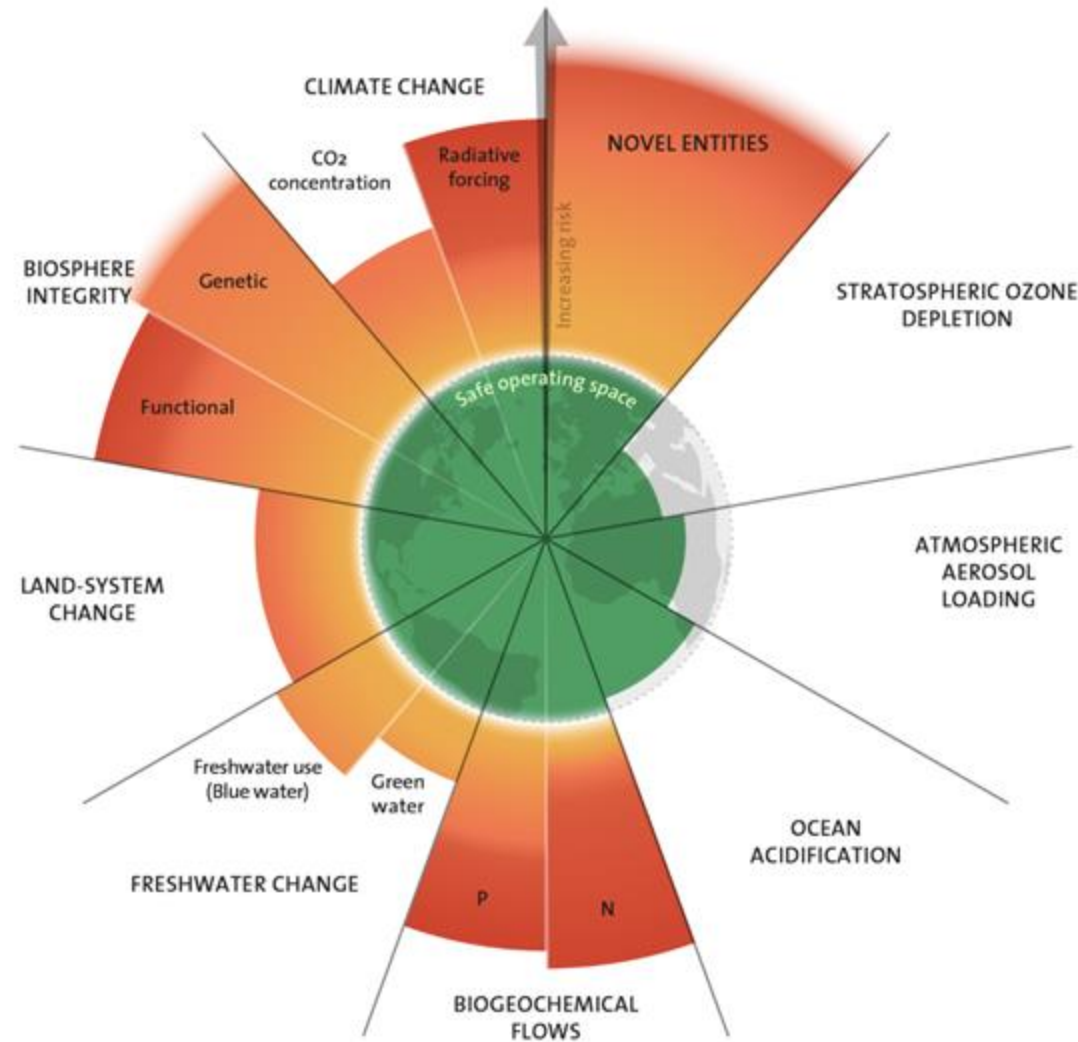 CLIMATE CHANGE
CO2
concentration
Radiative
forcing
NOVEL ENTITIES
Increasing risk
BIOSPHERE
INTEGRITY
Genetic
Functional
STRATOSPHERIC OZONE
DEPLETION
Safe operating space
ATMOSPHERIC
AEROSOL
LOADING
LAND-SYSTEM
CHANGE
Freshwater use
(Blue water)
Green
water
FRESHWATER CHANGE
OCEAN
ACIDIFICATION
P
N
BIOGEOCHEMICAL
FLOWS